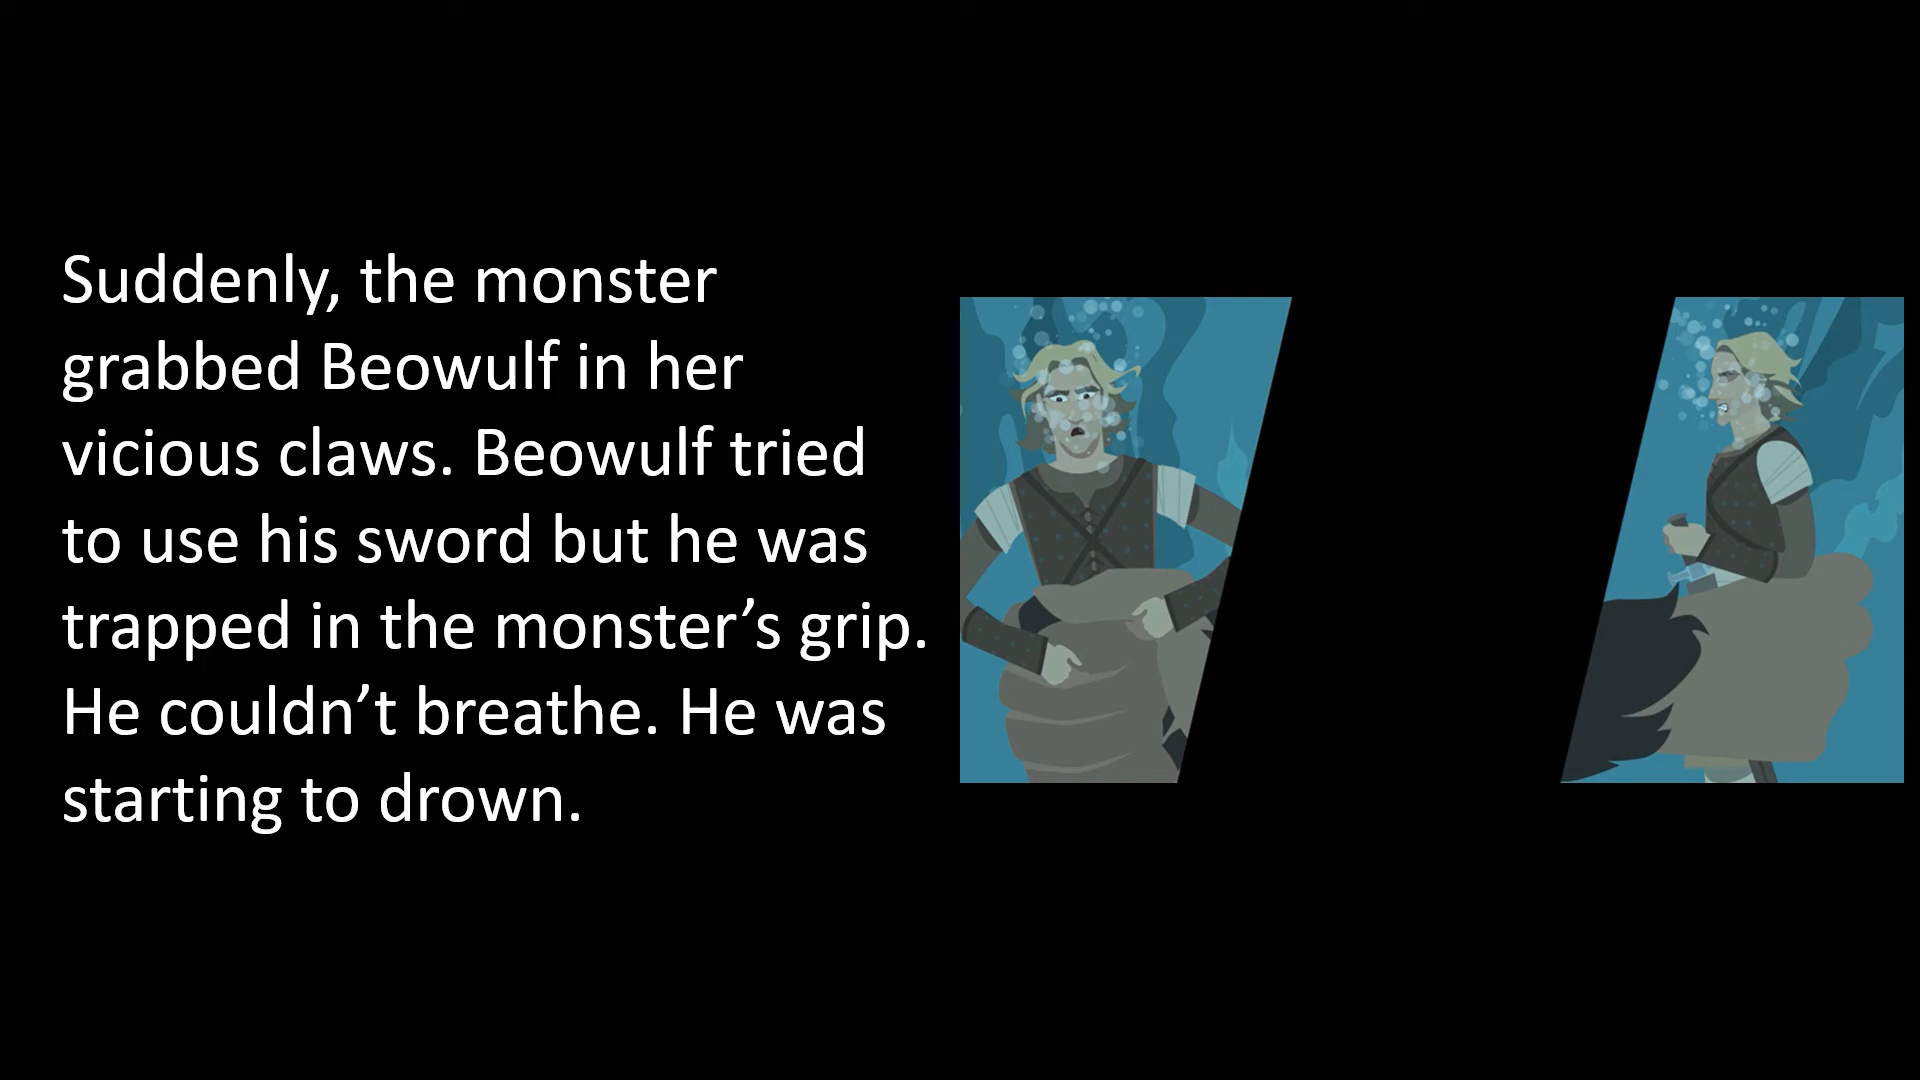 Suddenly, the monster
grabbed Beowulf in her
vicious claws. Beowulf tried
to use his sword but he was
trapped in the monster’s grip.
He couldn’t breathe. He was
starting to drown.